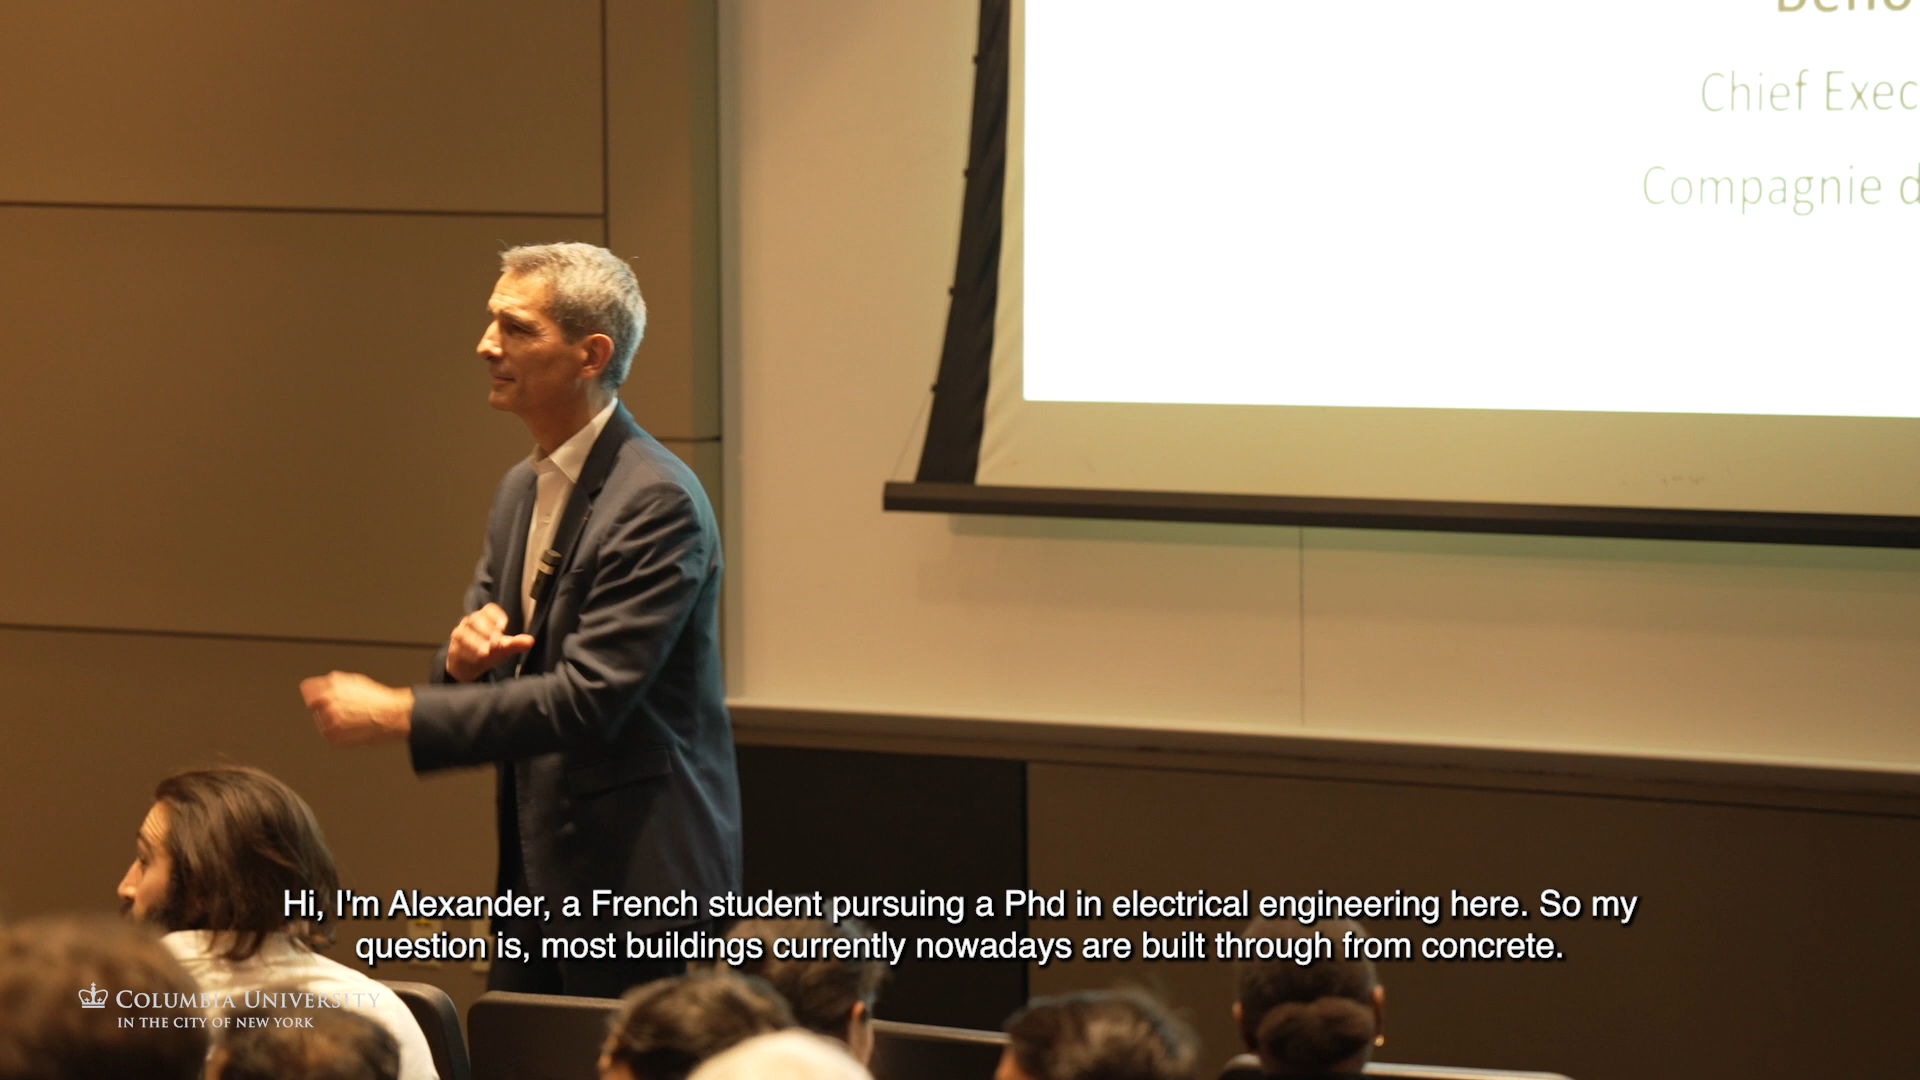 Chief Exec
Compagnie d
Hi, I'm Alexander, a French student pursuing a Phd in electrical engineering here. So my
question is, most buildings currently nowadays are built through from concrete.
COLUMBIA UNIVERSITY
IN THE CITY OF NEW YORK